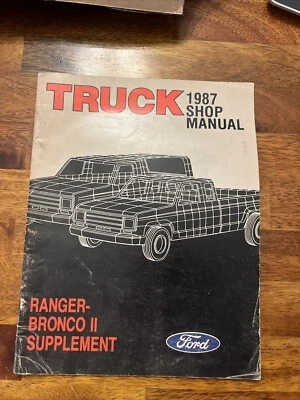 TRUCK
1987
SHOP
MANUAL
RANGER-
BRONCO II
SUPPLEMENT
Ford